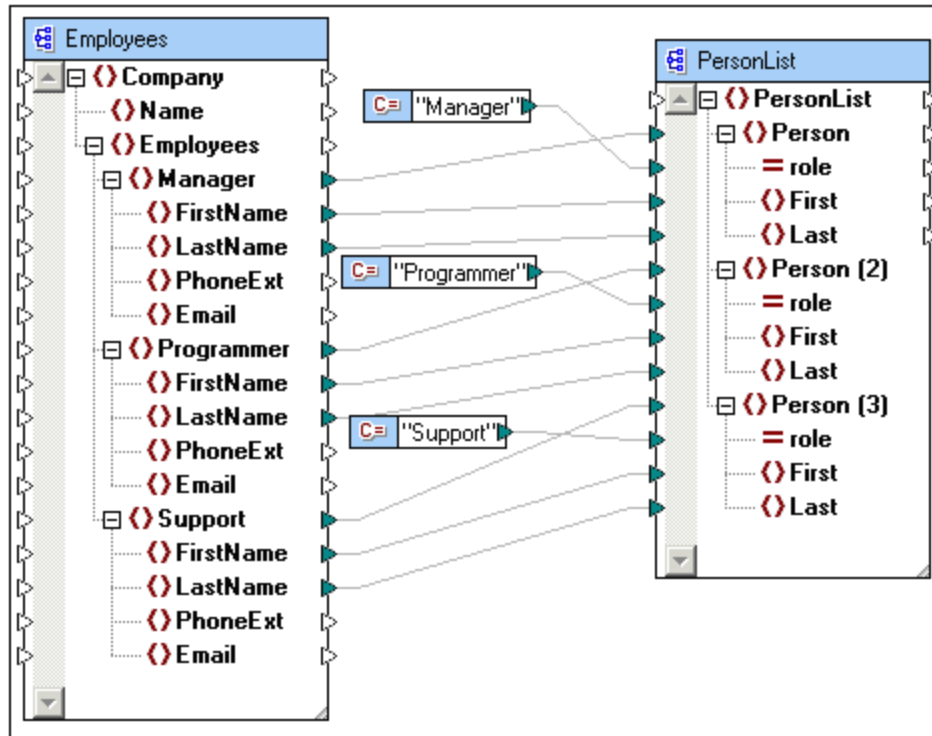 Employees
Company
Name
Employees
Manager
FirstName
LastName
PhoneExt
Email
Programmer
FirstName
LastName
PhoneExt
Email
Support
FirstName
LastName
PhoneExt
Email
C= "Manager"
C= "Programmer"
C= "Support"
PersonList
PersonList
Person
= role
First
Last
Person (2)
= role
First
Last
Person (3)
= role
First
Last